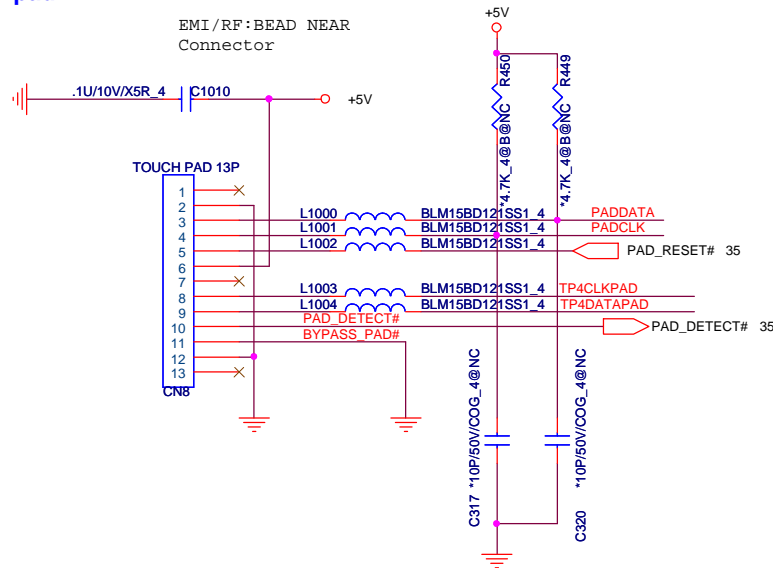 EMI/RF:BEAD NEAR
Connector
+5V
.1U/10V/X5R_4
C1010
+5V
R450
R449
*4.7K_4@B@NC
*4.7K_4@B@NC
TOUCH PAD 13P
1
2
3
4
5
6
7
8
9
10
11
12
13
CN8
L1000
BLM15BD121SS1_4
PADDATA
L1001
BLM15BD121SS1_4
PADCLK
L1002
BLM15BD121SS1_4
PAD_RESET# 35
L1003
BLM15BD121SS1_4
TP4CLKPAD
L1004
BLM15BD121SS1_4
TP4DATAPAD
PAD_DETECT#
PAD_DETECT# 35
BYPASS_PAD#
C317 *10P/50V/COG_4@NC
C320 *10P/50V/COG_4@NC